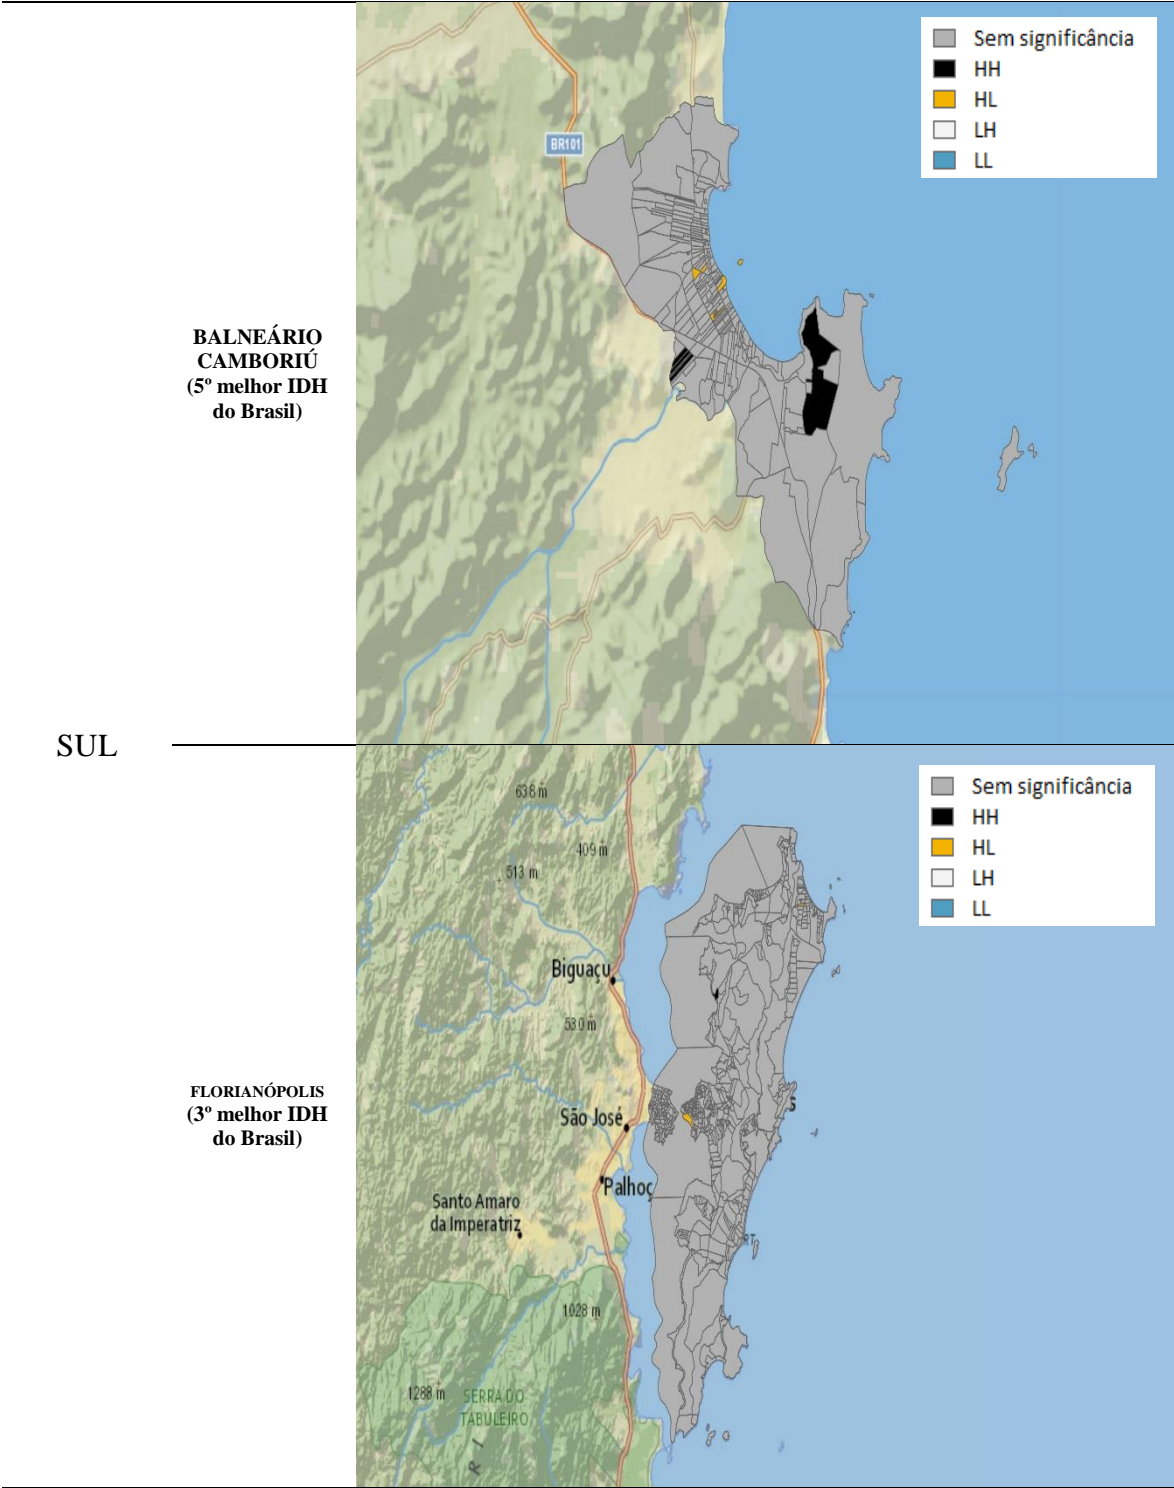 SUL
BALNEÁRIO
CAMBORIÚ
(5º melhor IDH
do Brasil)
BR101
Sem significância
HH
HL
LH
LL
FLORIANÓPOLIS
(3º melhor IDH
do Brasil)
638 m
409 m
513 m
Biguaçu
530 m
São José
Palhoç
Santo Amaro
da Imperatriz
1028 m
1288 m
SERRA DO
TABULEIRO
R I
S
RT
Sem significância
HH
HL
LH
LL